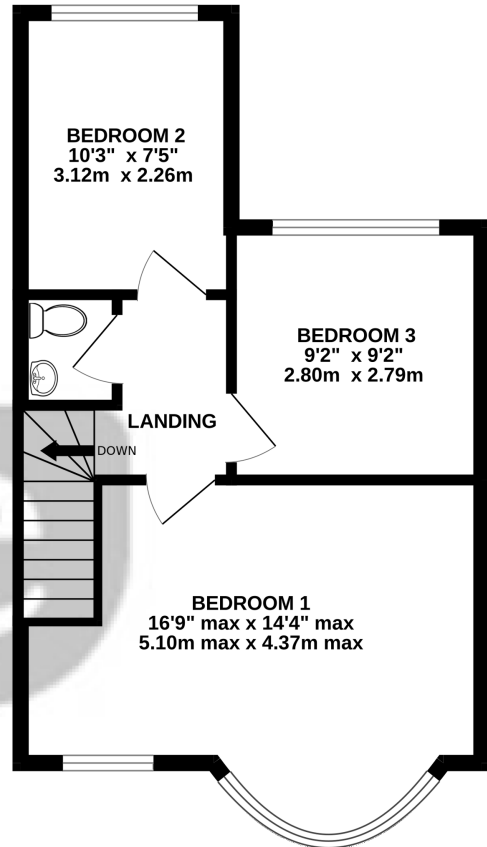 BEDROOM 2
10'3" x 7'5"
3.12m x 2.26m
BEDROOM 3
9'2" x 9'2"
2.80m x 2.79m
LANDING
DOWN
BEDROOM 1
16'9" max x 14'4" max
5.10m max x 4.37m max